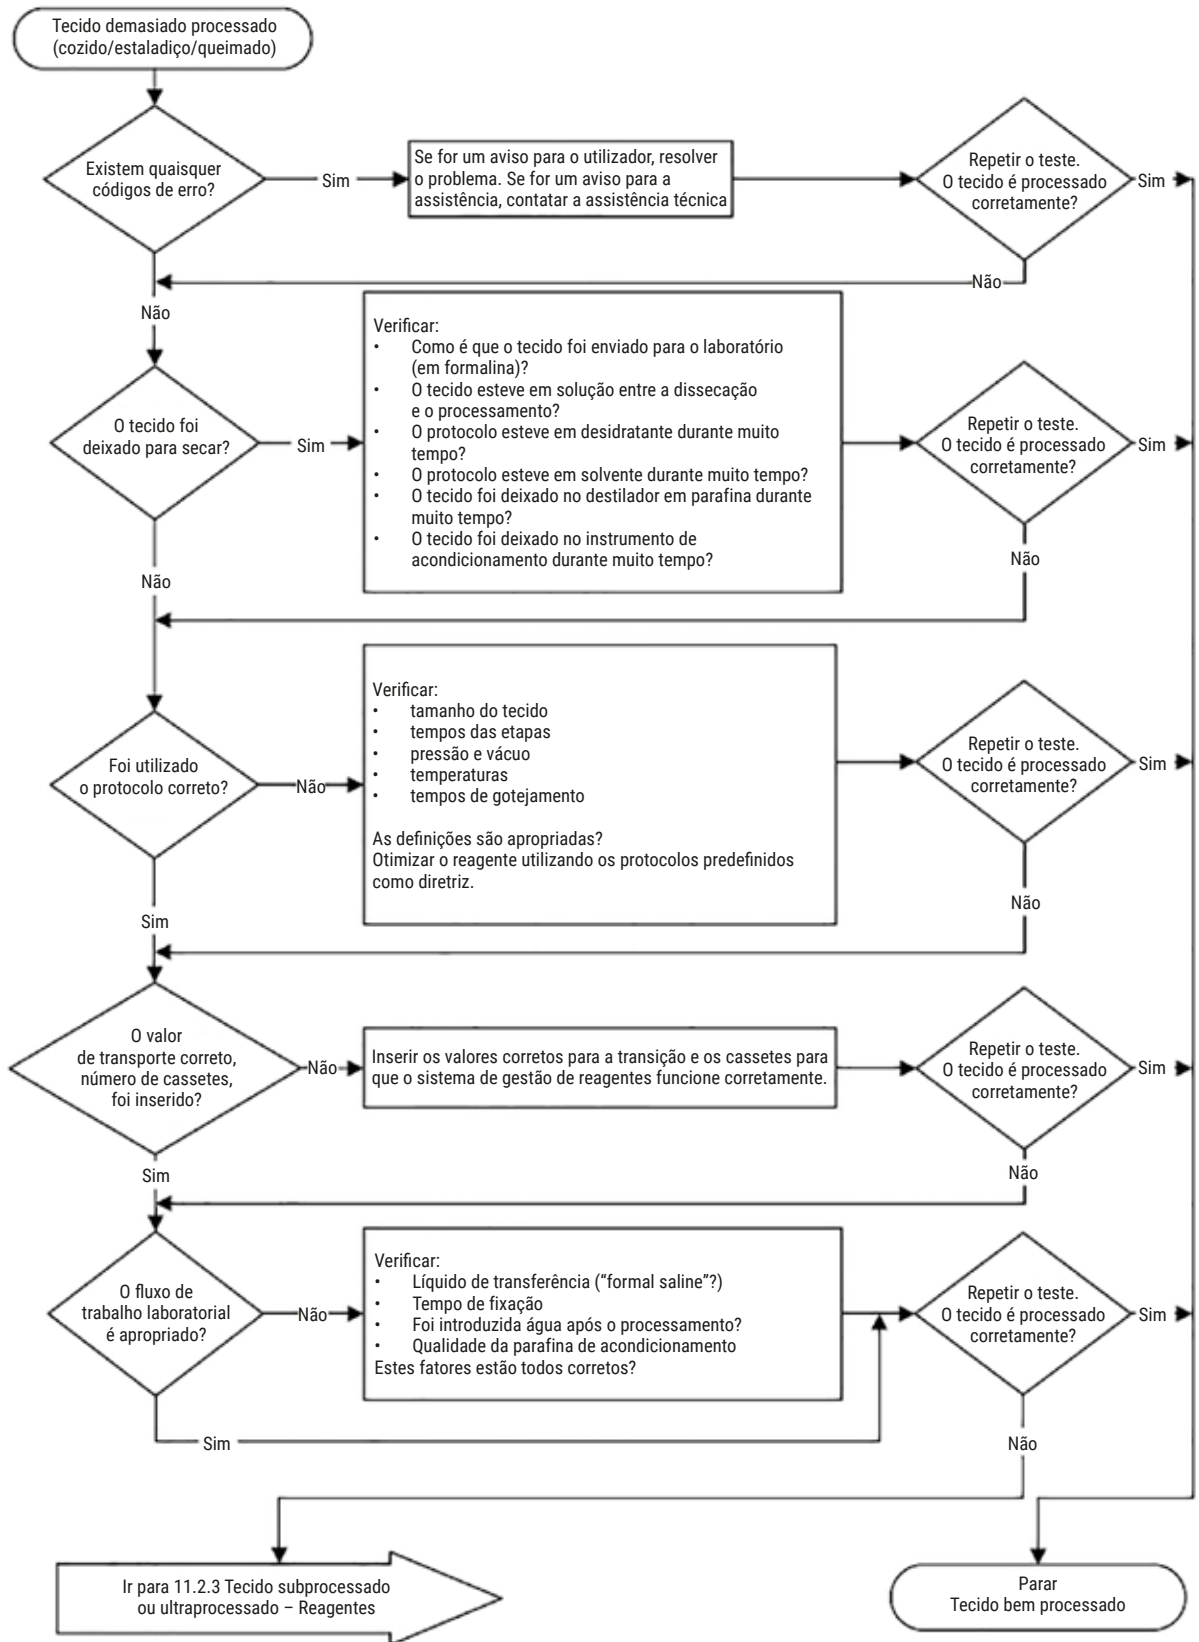 Tecido demasiado processado
(cozido/estaladiço/queimado)
Existem quaisquer
códigos de erro?
Sim
Se for um aviso para o utilizador, resolver
o problema. Se for um aviso para a
assistência, contatar a assistência técnica
Repetir o teste.
O tecido é processado
corretamente?
Sim
Não
Não
O tecido foi
deixado para secar?
Sim
Verificar:
• Como é que o tecido foi enviado para o laboratório
(em formalina)?
• O tecido esteve em solução entre a dissecação
e o processamento?
• O protocolo esteve em desidratante durante muito
tempo?
• O protocolo esteve em solvente durante muito tempo?
• O tecido foi deixado no destilador em parafina durante
muito tempo?
• O tecido foi deixado no instrumento de
acondicionamento durante muito tempo?
Repetir o teste.
O tecido é processado
corretamente?
Sim
Não
Não
Foi utilizado
o protocolo correto?
Não
Verificar:
• tamanho do tecido
• tempos das etapas
• pressão e vácuo
• temperaturas
• tempos de gotejamento
As definições são apropriadas?
Otimizar o reagente utilizando os protocolos predefinidos
como diretriz.
Repetir o teste.
O tecido é processado
corretamente?
Sim
Não
Sim
O valor
de transporte correto,
número de cassetes,
foi inserido?
Não
Inserir os valores corretos para a transição e os cassetes para
que o sistema de gestão de reagentes funcione corretamente.
Repetir o teste.
O tecido é processado
corretamente?
Sim
Não
Sim
O fluxo de
trabalho laboratorial
é apropriado?
Não
Verificar:
• Líquido de transferência (“formal saline”?)
• Tempo de fixação
• Foi introduzida água após o processamento?
• Qualidade da parafina de acondicionamento
Estes fatores estão todos corretos?
Repetir o teste.
O tecido é processado
corretamente?
Sim
Sim
Não
Ir para 11.2.3 Tecido subprocessado
ou ultraprocessado – Reagentes
Parar
Tecido bem processado